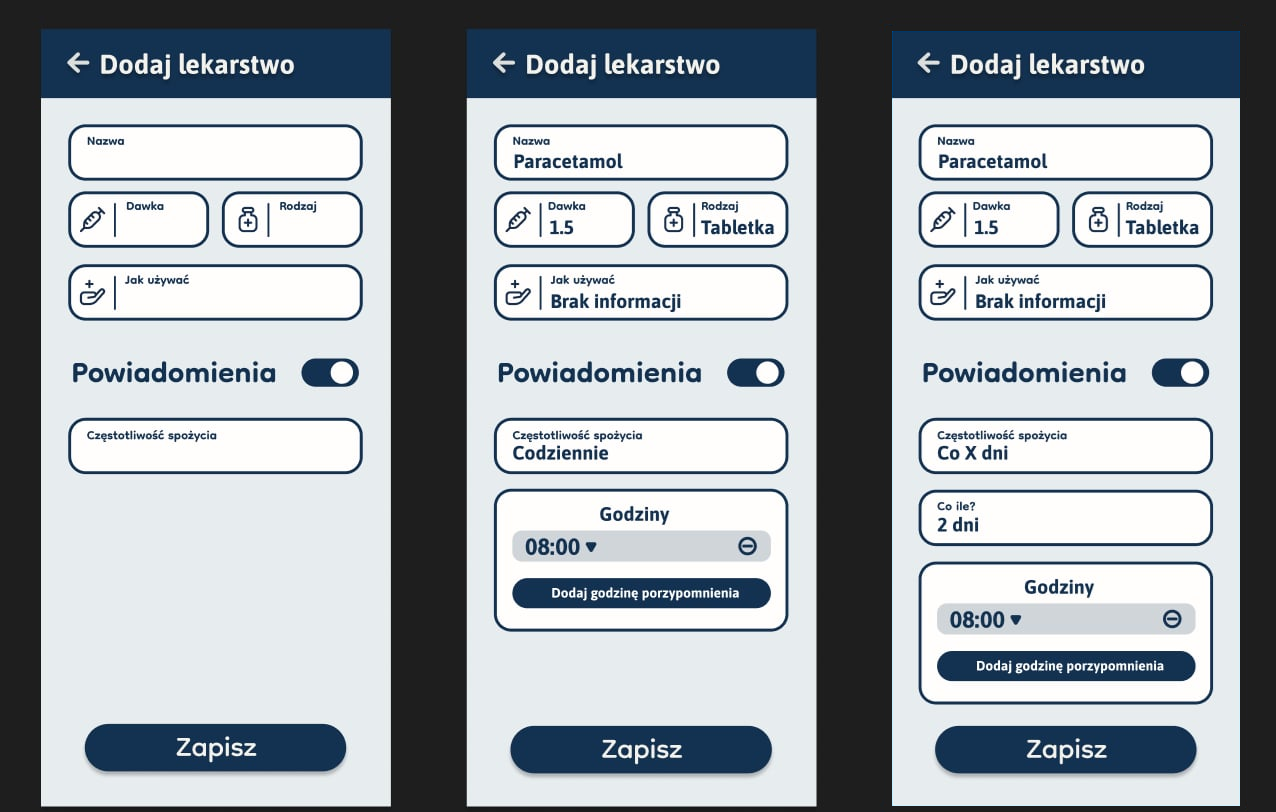 Dodaj lekarstwo
Nazwa
Dawka
Rodzaj
Jak używać
Powiadomienia
Częstotliwość spożycia
Zapisz
Dodaj lekarstwo
Nazwa
Paracetamol
Dawka
1.5
Rodzaj
Tabletka
Jak używać
Brak informacji
Powiadomienia
Częstotliwość spożycia
Codziennie
Godziny
08:00
Dodaj godzinę porzypomnienia
Zapisz
Dodaj lekarstwo
Nazwa
Paracetamol
Dawka
1.5
Rodzaj
Tabletka
Jak używać
Brak informacji
Powiadomienia
Częstotliwość spożycia
Co X dni
Co ile?
2 dni
Godziny
08:00
Dodaj godzinę porzypomnienia
Zapisz